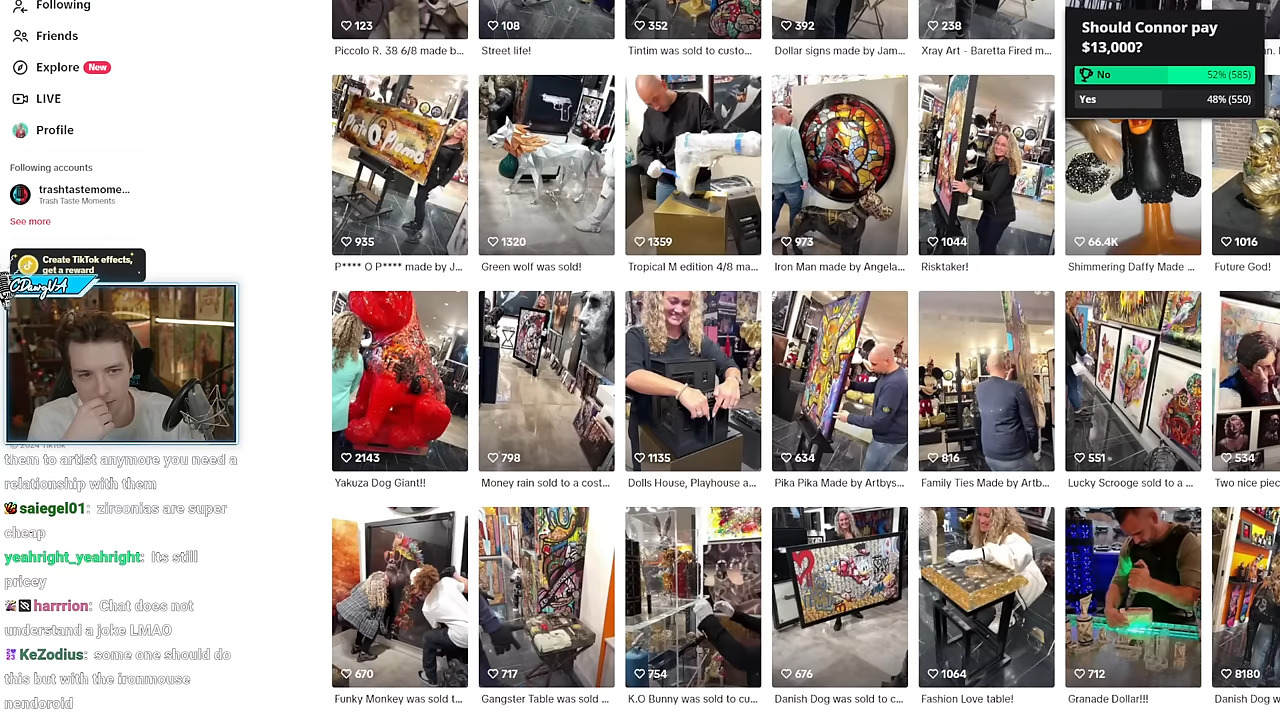 Following
Friends
Explore New
LIVE
Profile
Following accounts
trashtastemome...
Trash Taste Moments
See more
Create TikTok effects,
get a reward
CDawgVA
© 2024 TikTok
them to artist anymore you need a
relationship with them
saiegel01: zirconias are super
cheap
yeahright_yeahright: Its still
pricey
harrrion: Chat does not
understand a joke LMAO
KeZodius: some one should do
this but with the ironmouse
nendoroid
123
108
352
392
238
Piccolo R. 38 6/8 made b...
Street life!
Tintim was sold to custo...
Dollar signs made by Jam...
Xray Art - Baretta Fired m...
Should Connor pay
$13,000?
No 52% (585)
Yes 48% (550)
935
1320
1359
973
1044
66.4K
1016
P**** O P**** made by J...
Green wolf was sold!
Tropical M edition 4/8 ma...
Iron Man made by Angela...
Risktaker!
Shimmering Daffy Made ...
Future God!
2143
798
1135
634
816
551
534
Yakuza Dog Giant!!
Money rain sold to a cost...
Dolls House, Playhouse a...
Pika Pika Made by Artbys...
Family Ties Made by Artb...
Lucky Scrooge sold to a ...
Two nice piec
670
717
754
676
1064
712
8180
Funky Monkey was sold t...
Gangster Table was sold ...
K.O Bunny was sold to cu...
Danish Dog was sold to c...
Fashion Love table!
Granade Dollar!!!
Danish Dog w